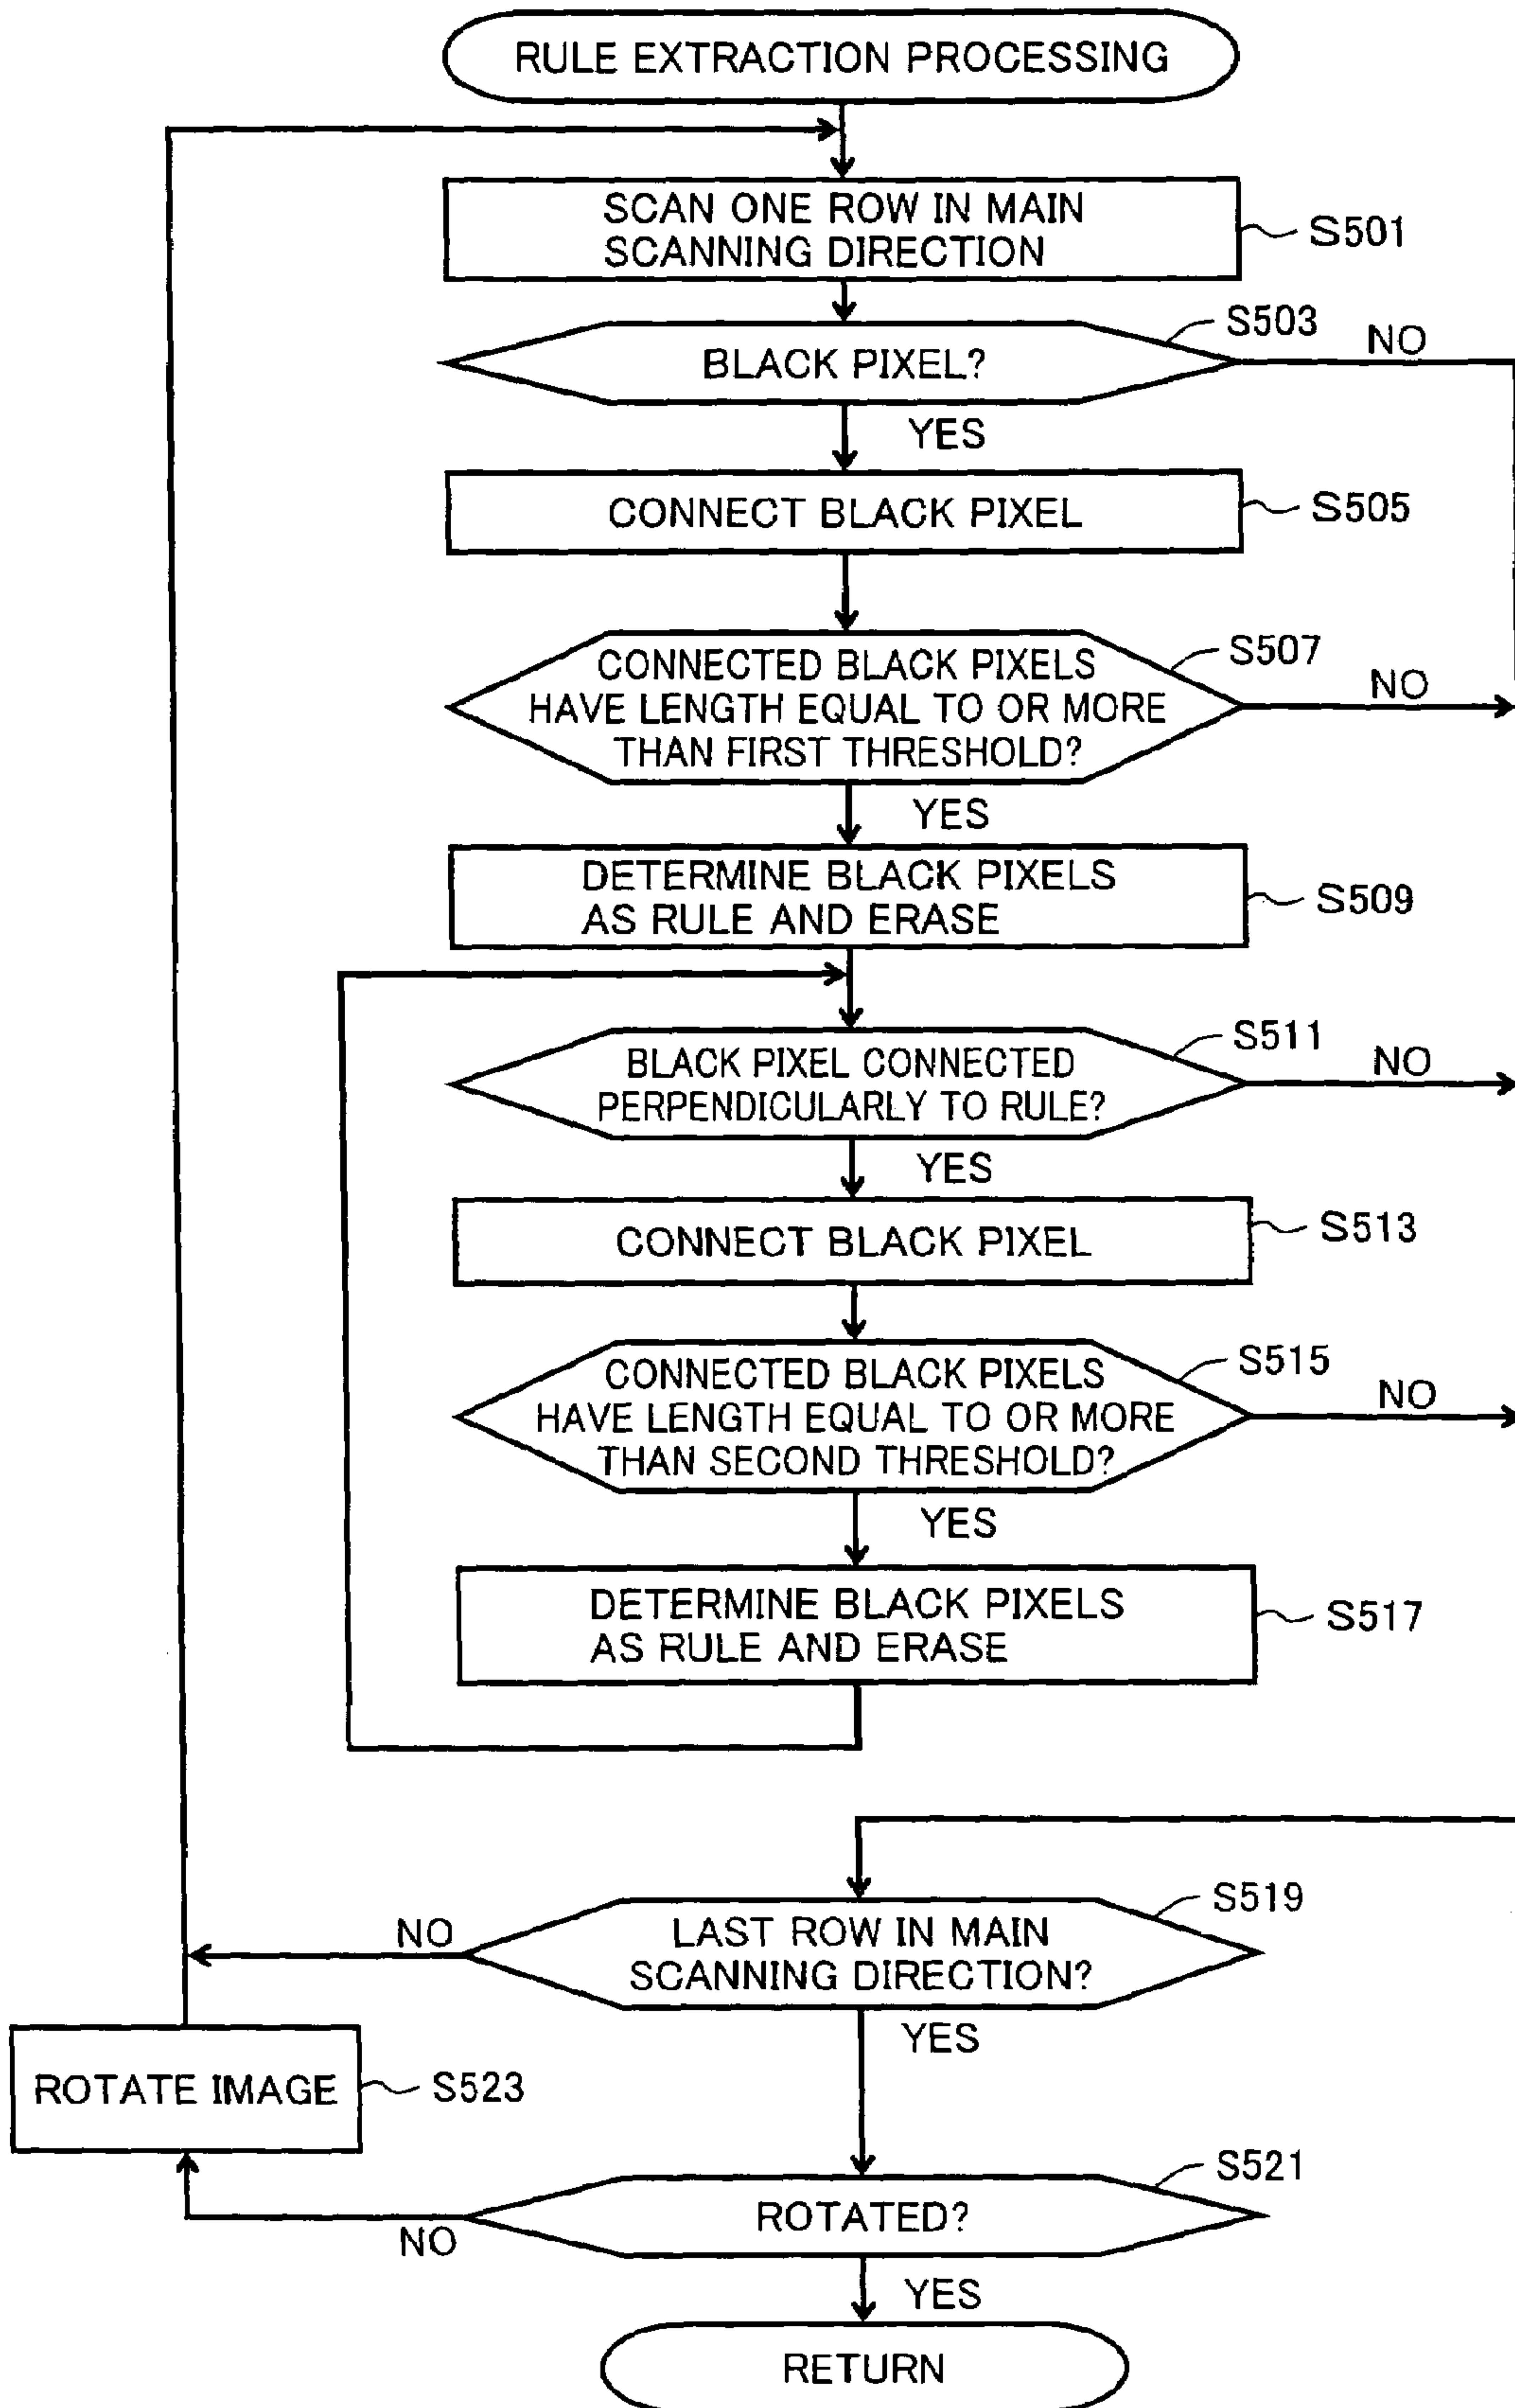 RULE EXTRACTION PROCESSING
SCAN ONE ROW IN MAIN
SCANNING DIRECTION
S501
BLACK PIXEL?
S503
NO
YES
CONNECT BLACK PIXEL
S505
CONNECTED BLACK PIXELS
HAVE LENGTH EQUAL TO OR MORE
THAN FIRST THRESHOLD?
S507
NO
YES
DETERMINE BLACK PIXELS
AS RULE AND ERASE
S509
BLACK PIXEL CONNECTED
PERPENDICULARLY TO RULE?
S511
NO
YES
CONNECT BLACK PIXEL
S513
CONNECTED BLACK PIXELS
HAVE LENGTH EQUAL TO OR MORE
THAN SECOND THRESHOLD?
S515
NO
YES
DETERMINE BLACK PIXELS
AS RULE AND ERASE
S517
LAST ROW IN MAIN
SCANNING DIRECTION?
S519
NO
YES
ROTATE IMAGE
S523
ROTATED?
S521
NO
YES
RETURN